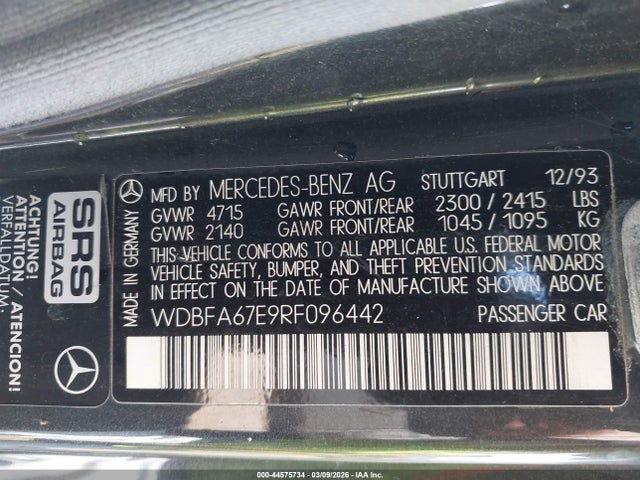 ACHTUNG!
ATTENTION / ATENCION!
VERFALLDATUM:
SRS
AIRBAG
MADE IN GERMANY
MFD BY MERCEDES-BENZ AG STUTTGART 12/93
GVWR 4715 GAWR FRONT/REAR 2300 / 2415 LBS
GVWR 2140 GAWR FRONT/REAR 1045 / 1095 KG
THIS VEHICLE CONFORMS TO ALL APPLICABLE U.S. FEDERAL MOTOR
VEHICLE SAFETY, BUMPER, AND THEFT PREVENTION STANDARDS
IN EFFECT ON THE DATE OF MANUFACTURE SHOWN ABOVE
WDBFA67E9RF096442 PASSENGER CAR
000-44575734 - 03/09/2026 - IAA Inc.